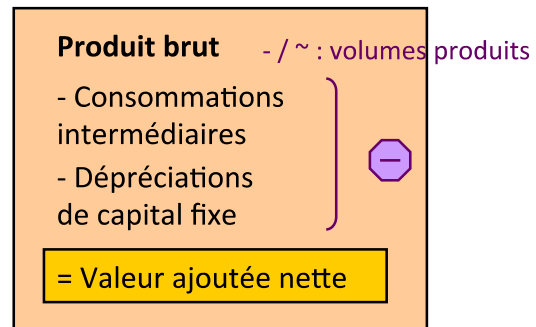 Produit brut - / ~ : volumes produits
- Consommations
intermédiaires
- Dépréciations
de capital fixe
= Valeur ajoutée nette